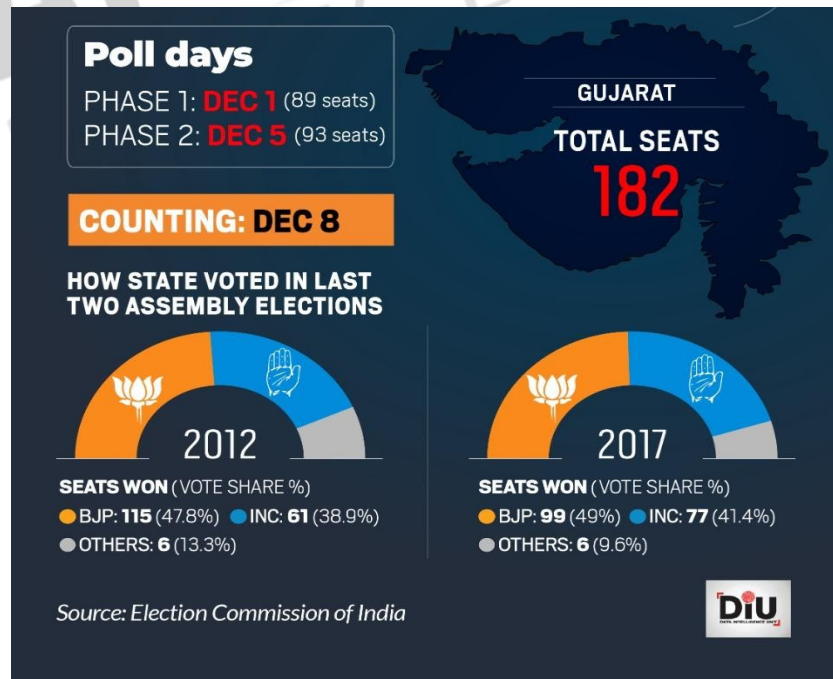 Poll days
PHASE 1: DEC 1 (89 seats)
PHASE 2: DEC 5 (93 seats)
GUJARAT
TOTAL SEATS
182
COUNTING: DEC 8
HOW STATE VOTED IN LAST
TWO ASSEMBLY ELECTIONS
2012
SEATS WON (VOTE SHARE %)
BJP: 115 (47.8%) INC: 61 (38.9%)
OTHERS: 6 (13.3%)
2017
SEATS WON (VOTE SHARE %)
BJP: 99 (49%) INC: 77 (41.4%)
OTHERS: 6 (9.6%)
Source: Election Commission of India
DiU
DATA INTELLIGENCE UNIT